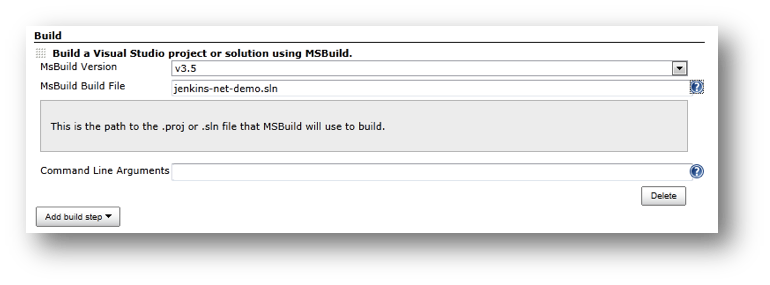 Build
Build a Visual Studio project or solution using MSBuild.
MsBuild Version
v3.5
MsBuild Build File
jenkins-net-demo.sln
?
This is the path to the .proj or .sln file that MSBuild will use to build.
Command Line Arguments
?
Delete
Add build step